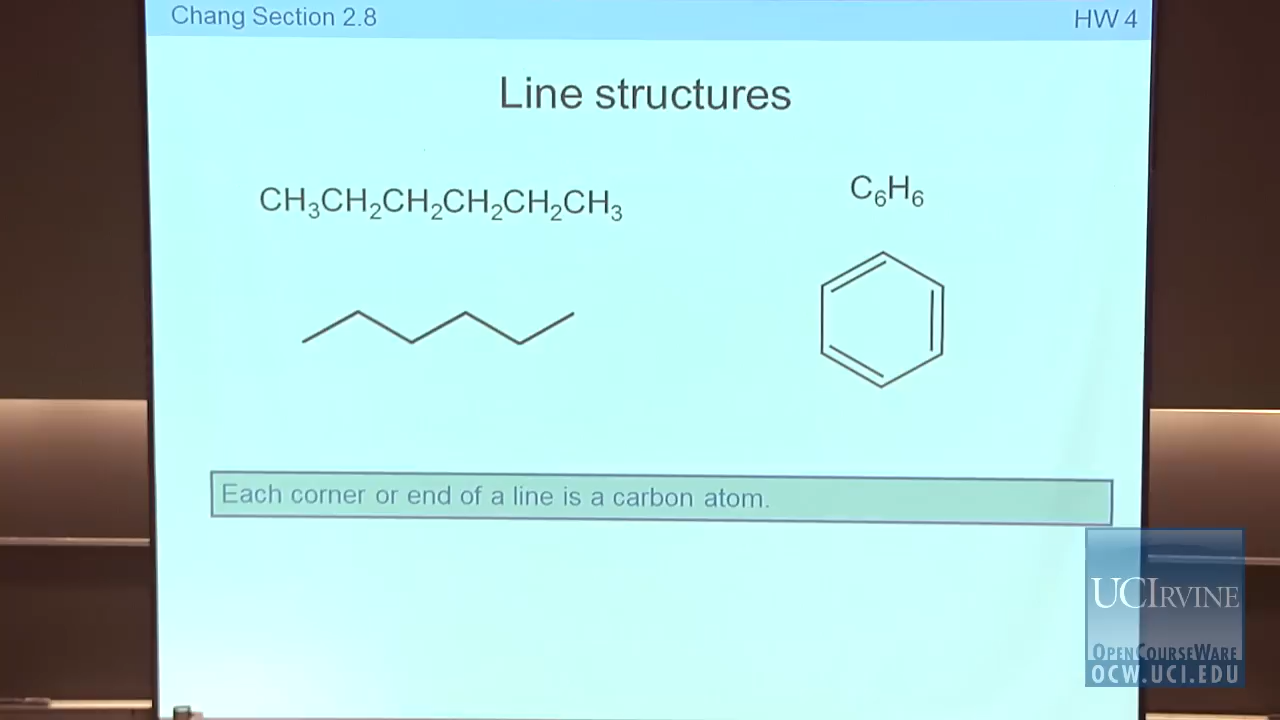 Chang Section 2.8
HW 4
Line structures
CH₃CH₂CH₂CH₂CH₂CH₃
C₆H₆
Each corner or end of a line is a carbon atom.
UCIRVINE
OPENCOURSEWARE
OCW.UCI.EDU